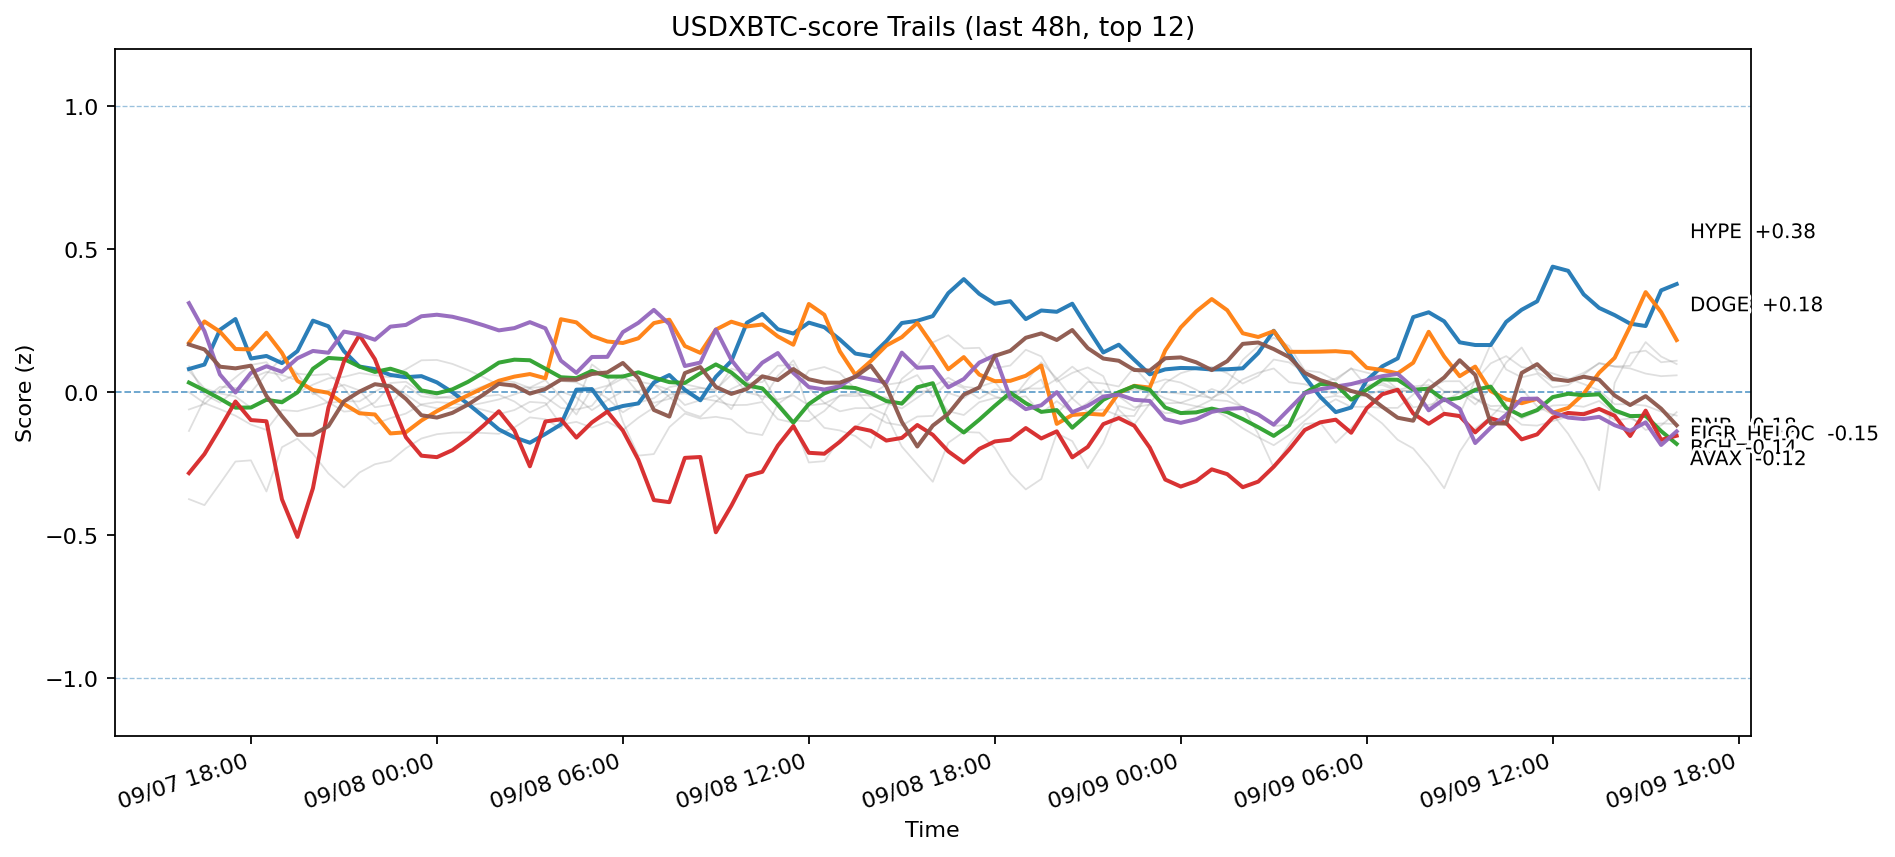 USDXBTC-score Trails (last 48h, top 12)
Score (z)
1.0
0.5
0.0
−0.5
−1.0
HYPE +0.38
DOGE +0.18
FIGR_HELOC -0.15
BCH -0.14
AVAX -0.12
09/07 18:00
09/08 00:00
09/08 06:00
09/08 12:00
09/08 18:00
09/09 00:00
09/09 06:00
09/09 12:00
09/09 18:00
Time